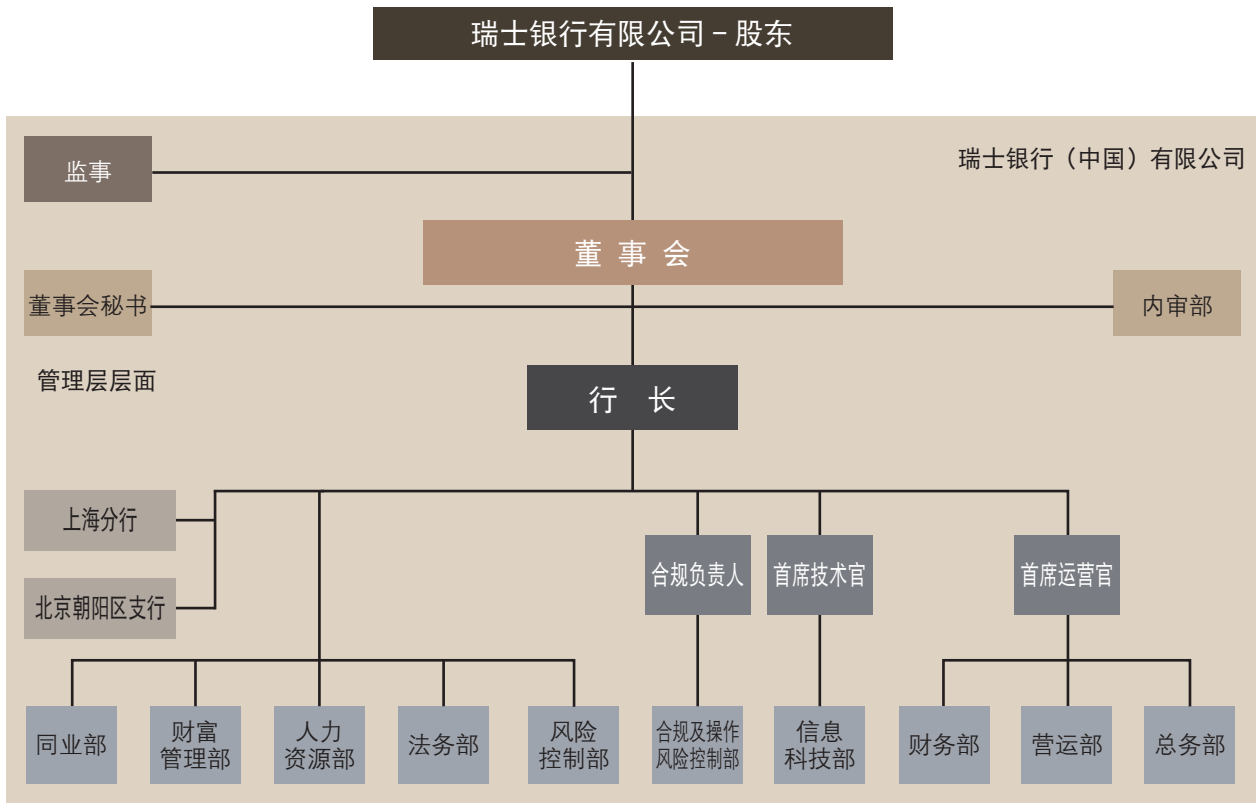 瑞士银行有限公司－股东
监事
瑞士银行（中国）有限公司
董事会
董事会秘书
内审部
管理层层面
行长
上海分行
北京朝阳区支行
合规负责人
首席技术官
首席运营官
同业部
财富
管理部
人力
资源部
法务部
风险
控制部
合规及操作
风险控制部
信息
科技部
财务部
营运部
总务部